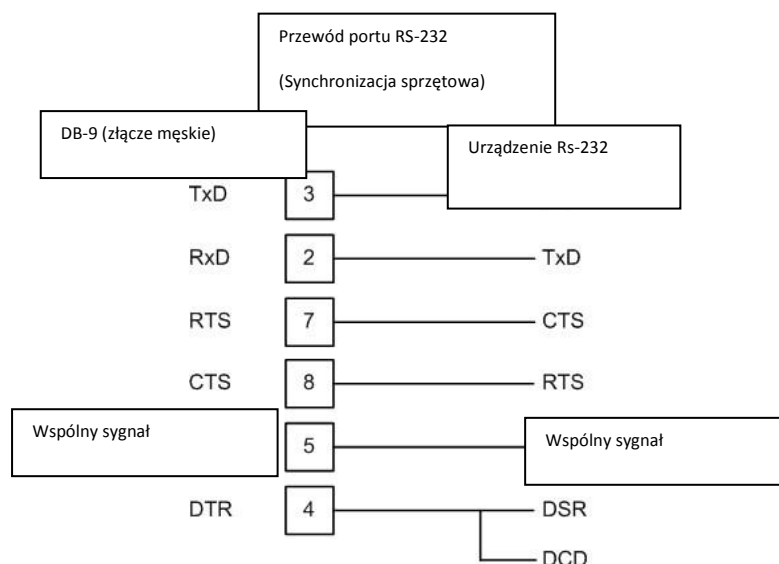 Przewód portu RS-232
(Synchronizacja sprzętowa)
DB-9 (złącze męskie)
Urządzenie Rs-232
TxD 3
RxD 2 TxD
RTS 7 CTS
CTS 8 RTS
Wspólny sygnał 5 Wspólny sygnał
DTR 4 DSR
DCD